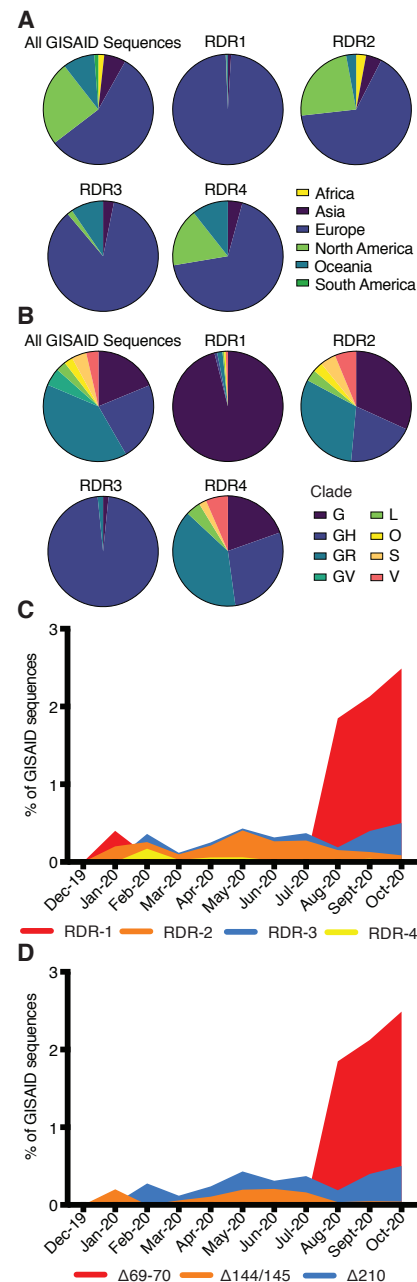 A
All GISAID Sequences
RDR1
RDR2
RDR3
RDR4
Africa
Asia
Europe
North America
Oceania
South America
B
All GISAID Sequences
RDR1
RDR2
RDR3
RDR4
Clade
G L
GH O
GR S
GV V
C
% of GISAID sequences
3
2
1
0
Dec-19 Jan-20 Feb-20 Mar-20 Apr-20 May-20 Jun-20 Jul-20 Aug-20 Sept-20 Oct-20
RDR-1 RDR-2 RDR-3 RDR-4
D
% of GISAID sequences
3
2
1
0
Dec-19 Jan-20 Feb-20 Mar-20 Apr-20 May-20 Jun-20 Jul-20 Aug-20 Sept-20 Oct-20
Δ69-70 Δ144/145 Δ210